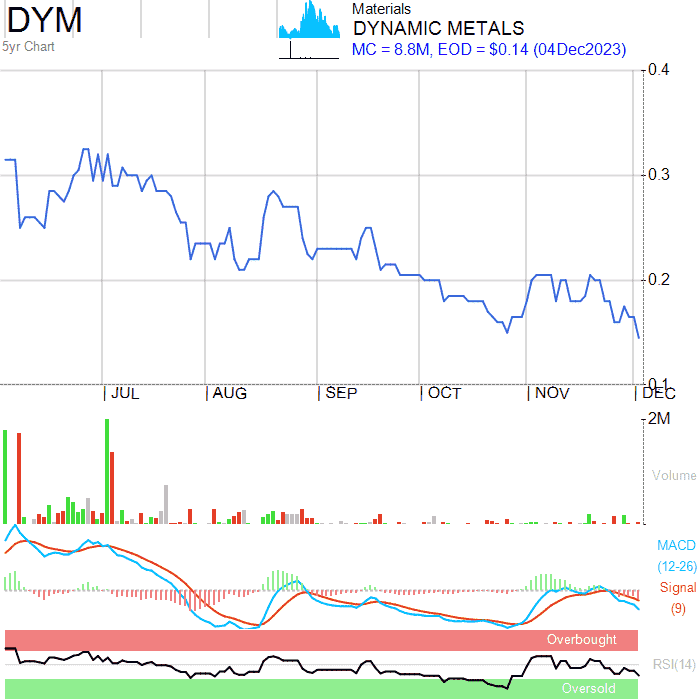 DYM
5yr Chart
Materials
DYNAMIC METALS
MC = 8.8M, EOD = $0.14 (04Dec2023)
0.4
0.3
0.2
0.1
JUL AUG SEP OCT NOV DEC
2M
Volume
MACD
(12-26)
Signal
(9)
Overbought
RSI(14)
Oversold